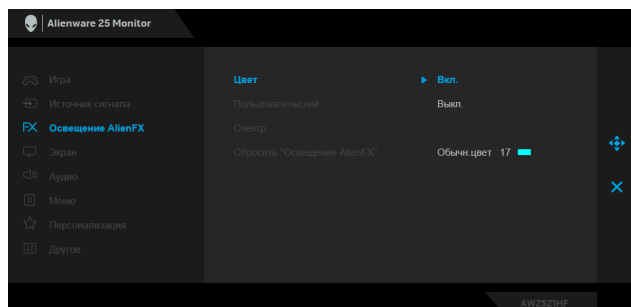 Alienware 25 Monitor
Игра
Цвет
Вкл.
Источник сигнала
Пользовательский
Выкл.
Освещение AlienFX
Спектр
Экран
Сбросить "Освещение AlienFX"
Обычн.цвет 17
Аудио
Меню
Персонализация
Другое
AW2521HF